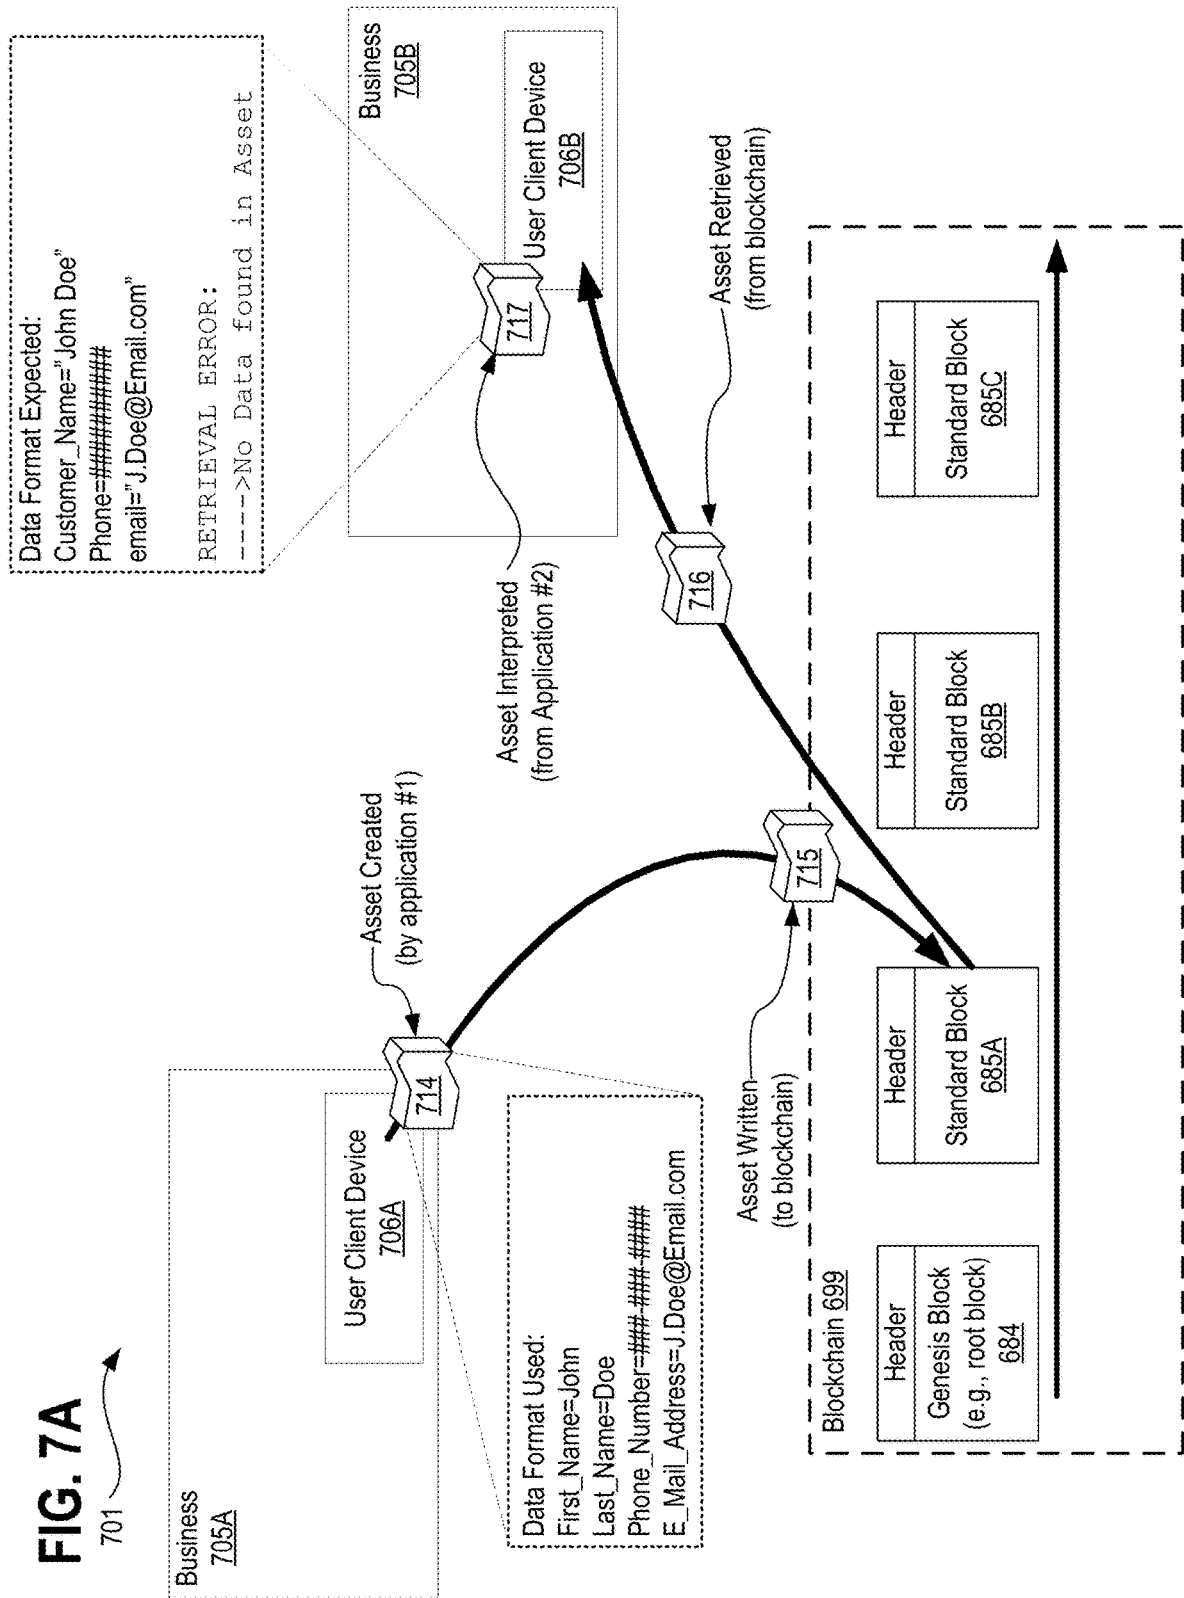 FIG. 7A
701
Business
705A
User Client Device
706A
714
Asset Created
(by application #1)
Data Format Used:
First_Name=John
Last_Name=Doe
Phone_Number=###-###-####
E_Mail_Address=J.Doe@Email.com
Data Format Expected:
Customer_Name="John Doe"
Phone=##########
email="J.Doe@Email.com"
RETRIEVAL ERROR:
---->No Data found in Asset
Business
705B
User Client Device
706B
717
Asset Interpreted
(from Application #2)
716
Asset Retrieved
(from blockchain)
715
Asset Written
(to blockchain)
Blockchain 699
Header
Genesis Block
(e.g., root block)
684
Header
Standard Block
685A
Header
Standard Block
685B
Header
Standard Block
685C